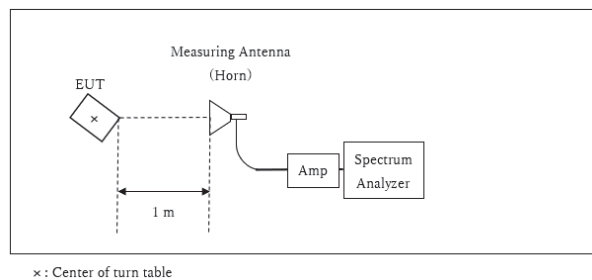 Measuring Antenna
(Horn)
EUT
×
Amp
Spectrum
Analyzer
1 m
× : Center of turn table